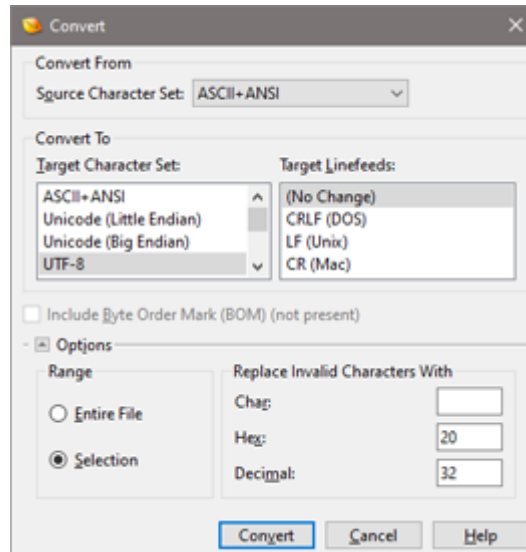 Convert
Convert From
Source Character Set: ASCII+ANSI
Convert To
Target Character Set:
ASCII+ANSI
Unicode (Little Endian)
Unicode (Big Endian)
UTF-8
Target Linefeeds:
(No Change)
CRLF (DOS)
LF (Unix)
CR (Mac)
Include Byte Order Mark (BOM) (not present)
Options
Range
Entire File
Selection
Replace Invalid Characters With
Char:
Hex: 20
Decimal: 32
Convert Cancel Help